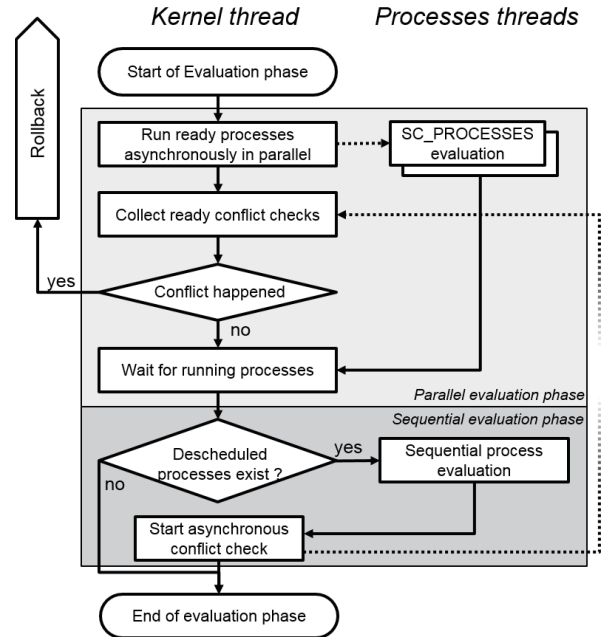 Kernel thread
Processes threads
Start of Evaluation phase
Rollback
Run ready processes
asynchronously in parallel
SC_PROCESSES
evaluation
Collect ready conflict checks
yes
Conflict happened
no
Wait for running processes
Parallel evaluation phase
Sequential evaluation phase
Descheduled
processes exist ?
yes
no
Sequential process
evaluation
Start asynchronous
conflict check
End of evaluation phase